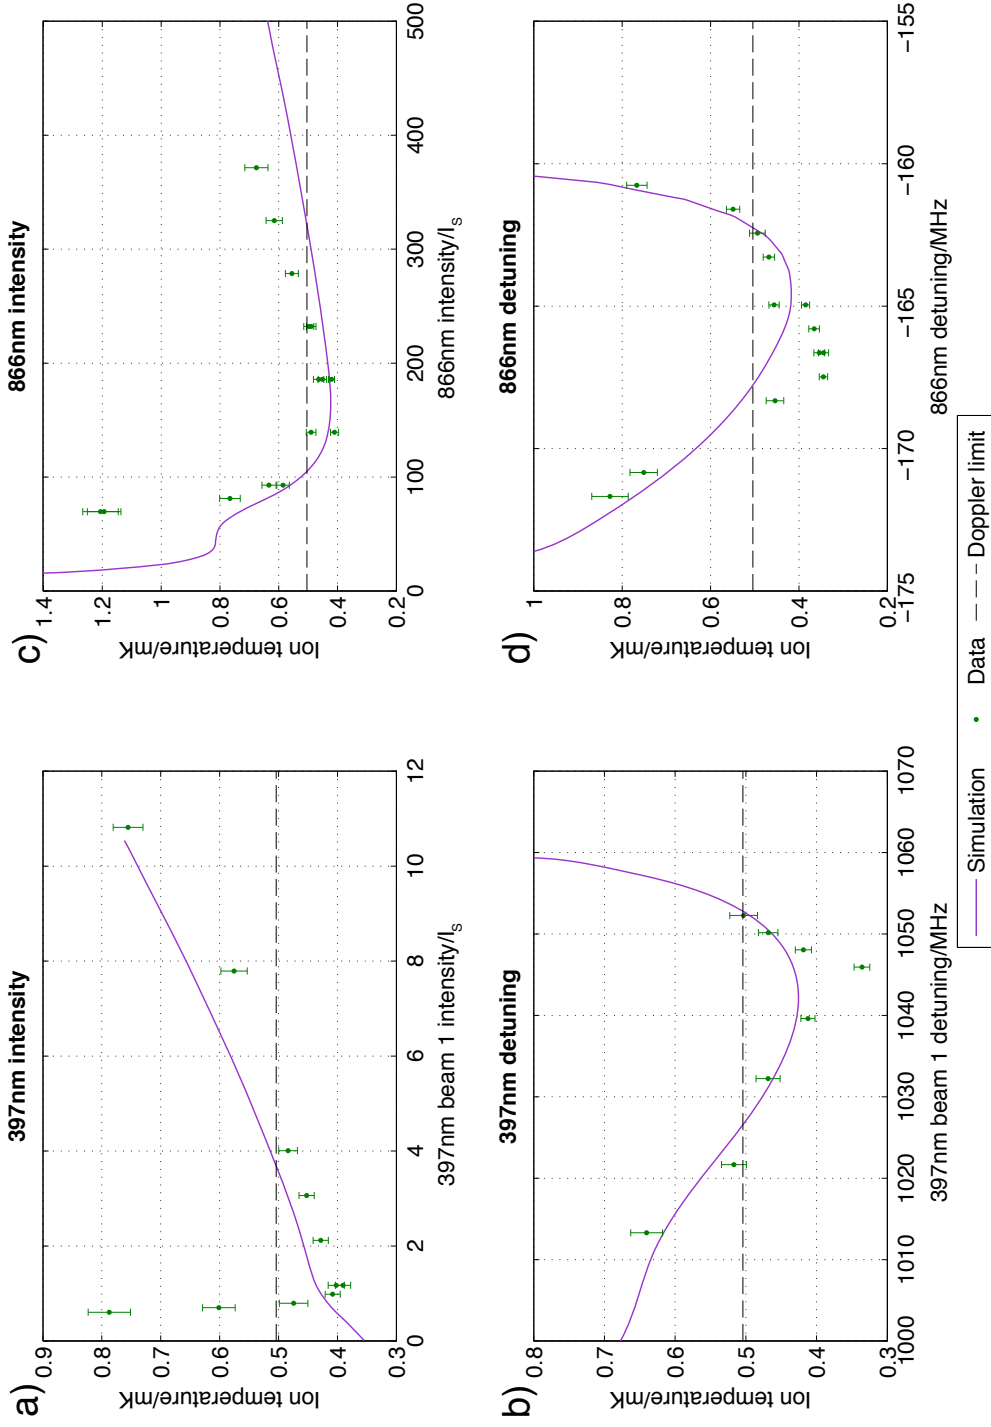 a)
397nm intensity
Ion temperature/mK
0.9
0.8
0.7
0.6
0.5
0.4
0.3
0 2 4 6 8 10 12
397nm beam 1 intensity/I_S
c)
866nm intensity
Ion temperature/mK
1.4
1.2
1
0.8
0.6
0.4
0.2
0 100 200 300 400 500
866nm intensity/I_S
b)
397nm detuning
Ion temperature/mK
0.8
0.7
0.6
0.5
0.4
0.3
1000 1010 1020 1030 1040 1050 1060 1070
397nm beam 1 detuning/MHz
d)
866nm detuning
Ion temperature/mK
1
0.8
0.6
0.4
0.2
−175 −170 −165 −160 −155
866nm detuning/MHz
Simulation Data Doppler limit